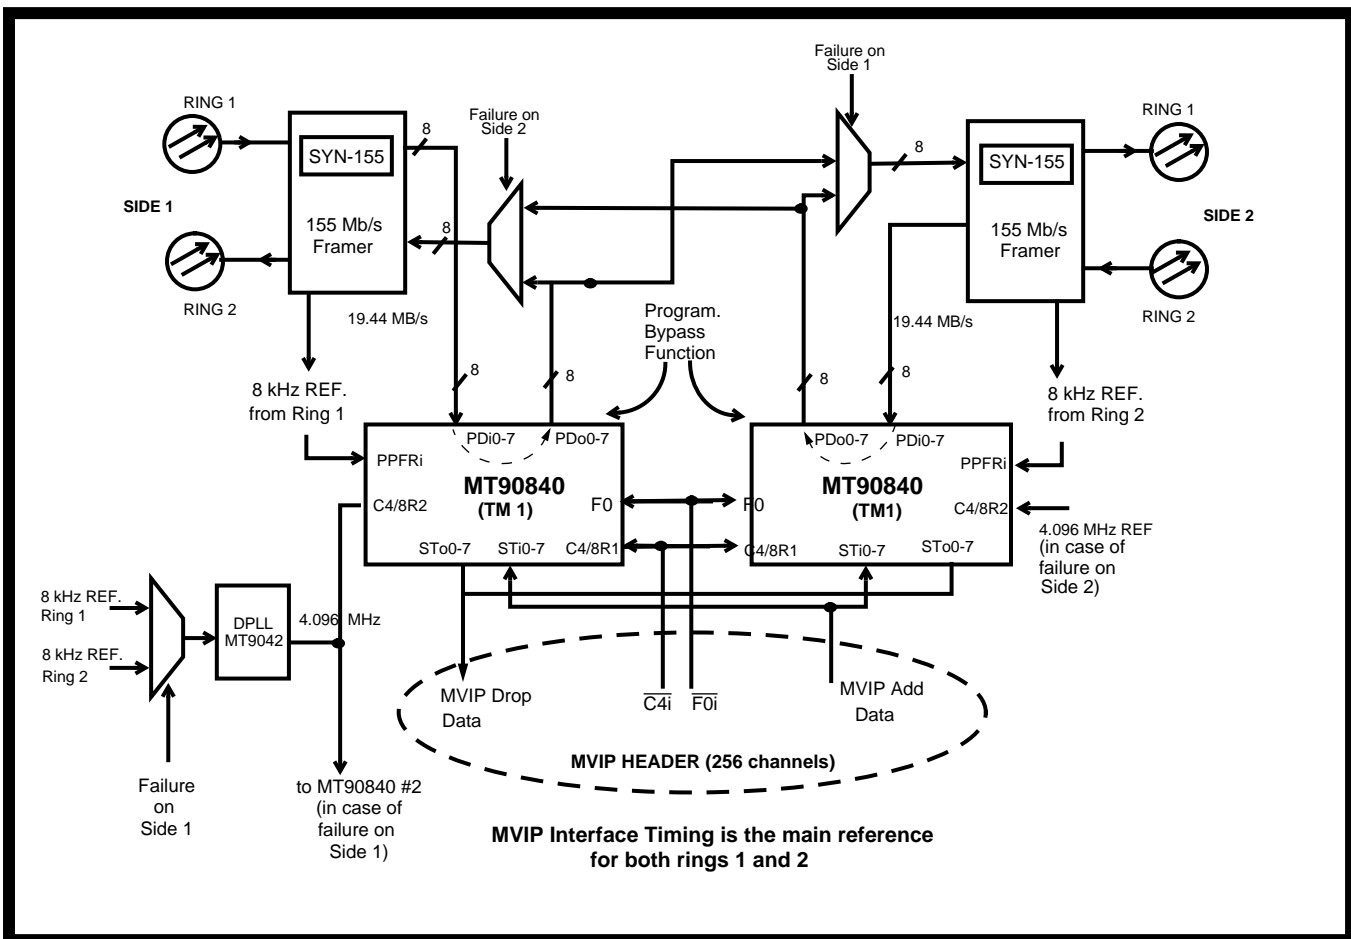 Failure on
Side 1
RING 1
Failure on
Side 2
RING 1
8
8
SYN-155
SYN-155
SIDE 1
SIDE 2
155 Mb/s
Framer
8
155 Mb/s
Framer
RING 2
RING 2
19.44 MB/s
19.44 MB/s
Program.
Bypass
Function
8
8
8
8
8 kHz REF.
from Ring 1
8 kHz REF.
from Ring 2
PDi0-7
PDo0-7
PDo0-7
PDi0-7
PPFRi
PPFRi
MT90840
(TM 1)
MT90840
(TM1)
C4/8R2
F0
F0
C4/8R2
STo0-7
STi0-7
C4/8R1
C4/8R1
STi0-7
STo0-7
4.096 MHz REF
(in case of
failure on
Side 2)
8 kHz REF.
Ring 1
DPLL
MT9042
4.096 MHz
8 kHz REF.
Ring 2
MVIP Drop
Data
C4i
F0i
MVIP Add
Data
MVIP HEADER (256 channels)
Failure
on
Side 1
to MT90840 #2
(in case of
failure on
Side 1)
MVIP Interface Timing is the main reference
for both rings 1 and 2